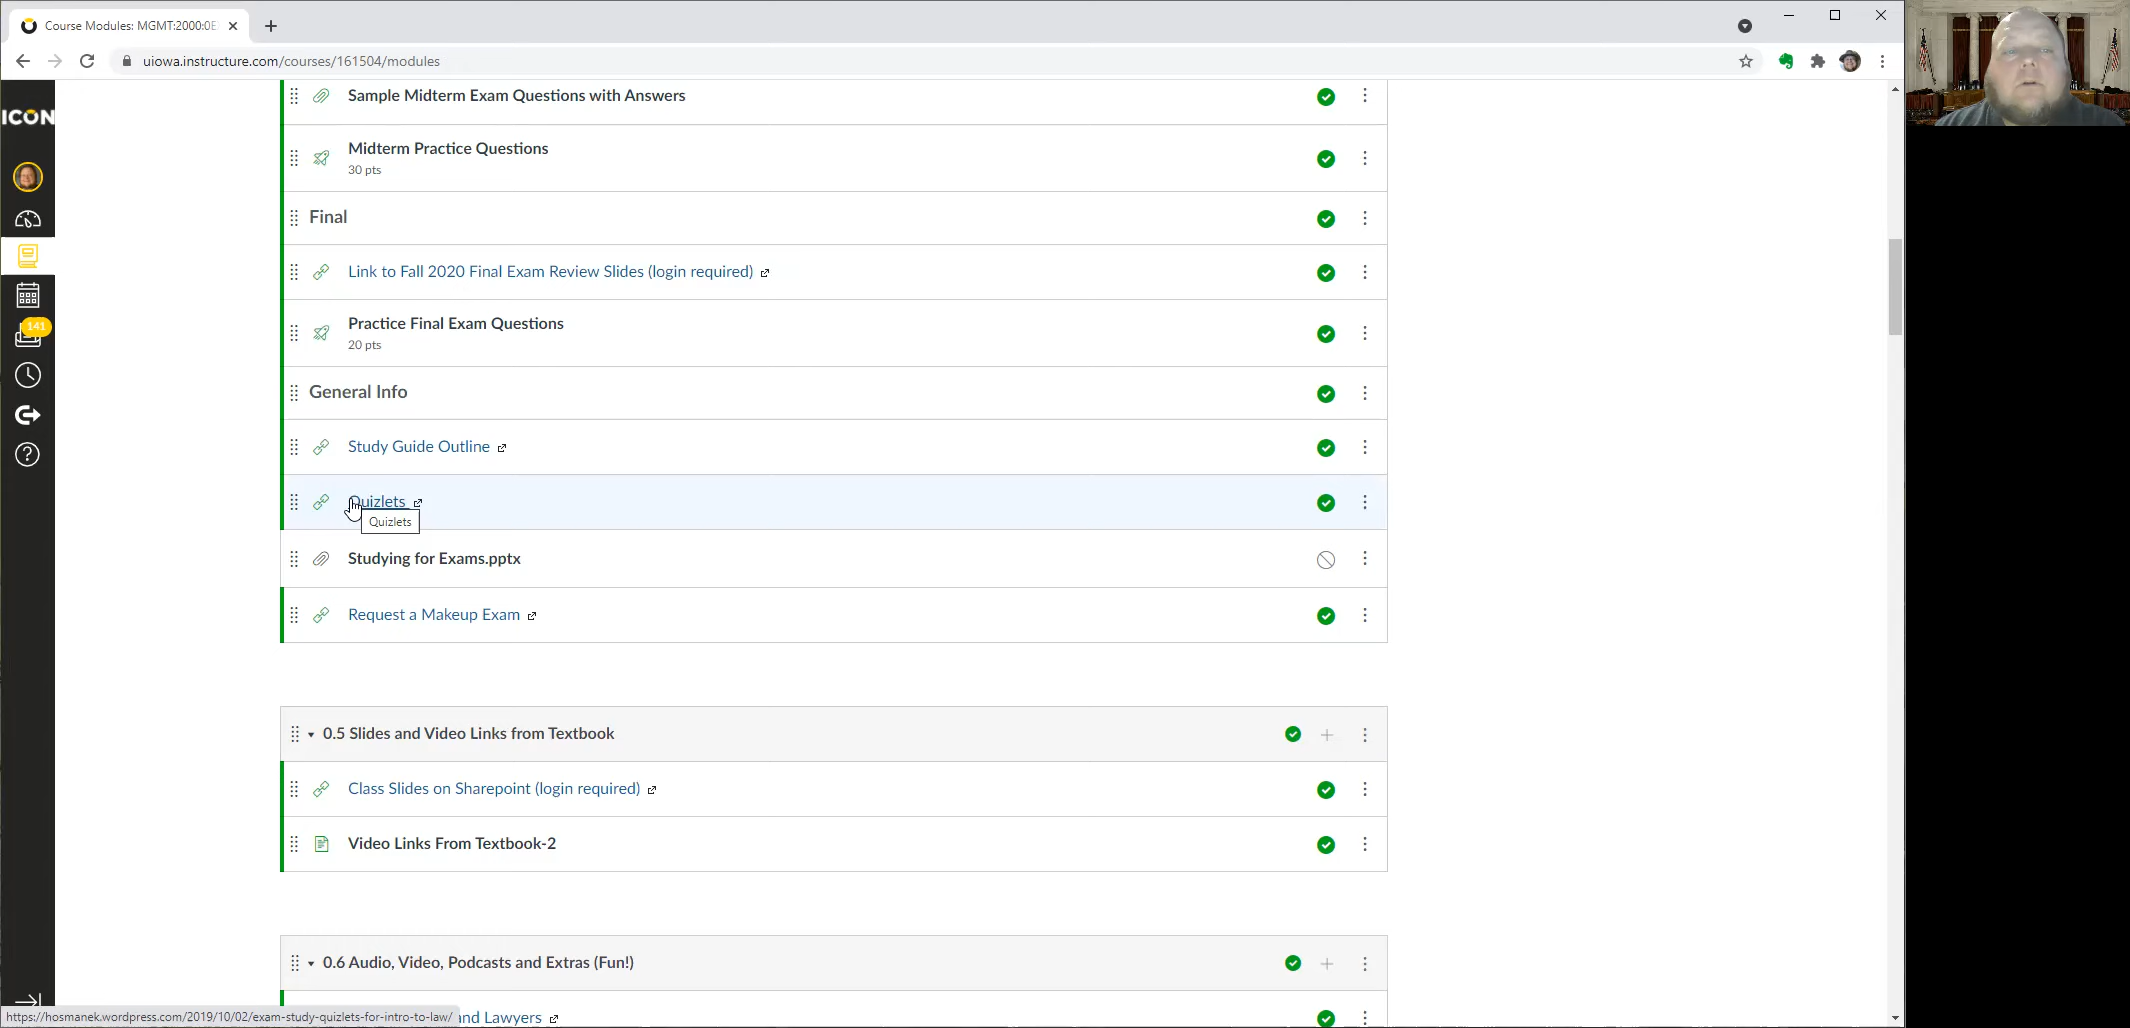 Course Modules: MGMT:2000:0E
uiowa.instructure.com/courses/161504/modules
ICON
141
Sample Midterm Exam Questions with Answers
Midterm Practice Questions
30 pts
Final
Link to Fall 2020 Final Exam Review Slides (login required)
Practice Final Exam Questions
20 pts
General Info
Study Guide Outline
Quizlets
Quizlets
Studying for Exams.pptx
Request a Makeup Exam
0.5 Slides and Video Links from Textbook
Class Slides on Sharepoint (login required)
Video Links From Textbook-2
0.6 Audio, Video, Podcasts and Extras (Fun!)
and Lawyers
https://hosmanek.wordpress.com/2019/10/02/exam-study-quizlets-for-intro-to-law/